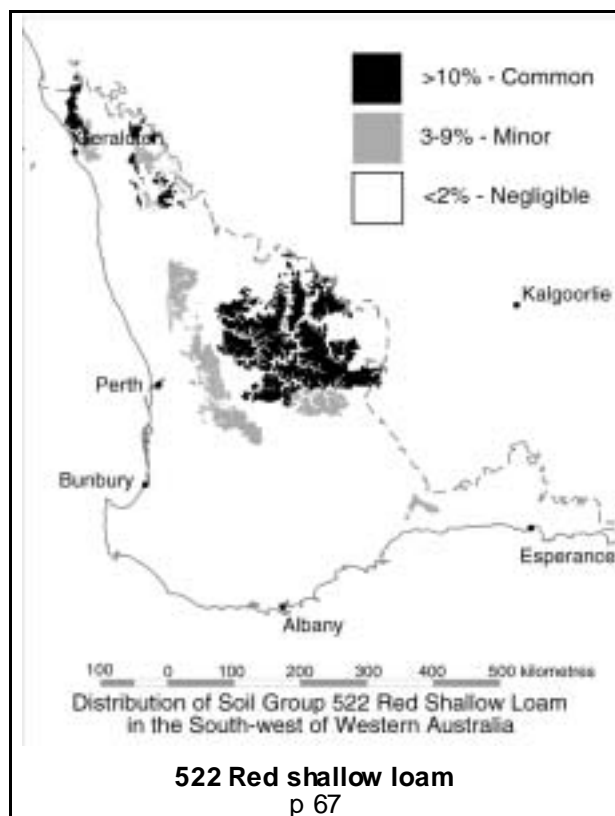 >10% - Common
3-9% - Minor
<2% - Negligible
Geraldton
Kalgoorlie
Perth
Bunbury
Esperance
Albany
100 0 100 200 300 500 kilometres
Distribution of Soil Group 522 Red Shallow Loam
in the South-west of Western Australia
522 Red shallow loam
p 67